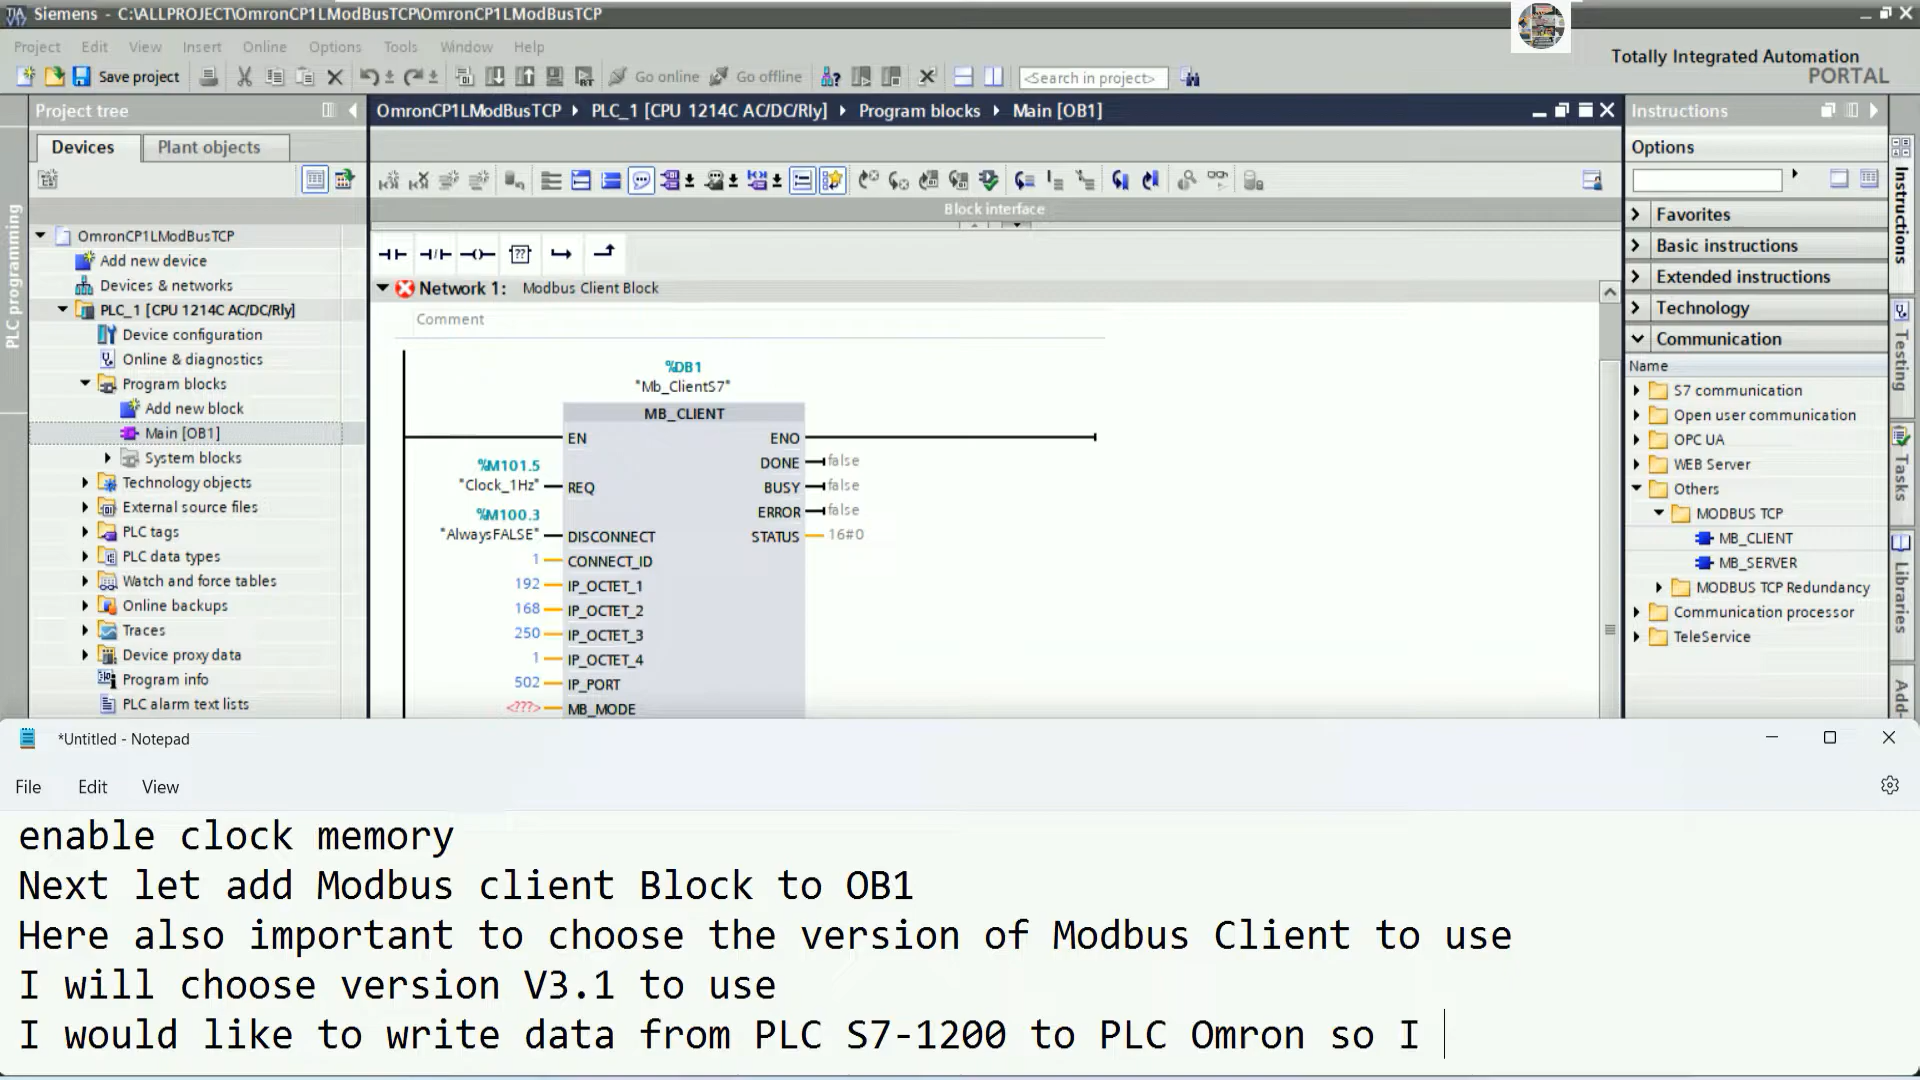 Siemens - C:\ALLPROJECT\OmronCP1LModBusTCP\OmronCP1LModBusTCP
Project Edit View Insert Online Options Tools Window Help
Totally Integrated Automation
PORTAL
Save project
Go online
Go offline
<Search in project>
Project tree
OmronCP1LModBusTCP
PLC_1 [CPU 1214C AC/DC/Rly]
Program blocks
Main [OB1]
Instructions
Devices
Plant objects
Options
Block interface
PLC programming
OmronCP1LModBusTCP
Add new device
Devices & networks
PLC_1 [CPU 1214C AC/DC/Rly]
Device configuration
Online & diagnostics
Program blocks
Add new block
Main [OB1]
System blocks
Technology objects
External source files
PLC tags
PLC data types
Watch and force tables
Online backups
Traces
Device proxy data
Program info
PLC alarm text lists
Network 1: Modbus Client Block
Comment
%DB1
"Mb_ClientS7"
MB_CLIENT
EN ENO
DONE false
%M101.5
"Clock_1Hz" REQ BUSY false
ERROR false
%M100.3
"AlwaysFALSE" DISCONNECT STATUS 16#0
1 CONNECT_ID
192 IP_OCTET_1
168 IP_OCTET_2
250 IP_OCTET_3
1 IP_OCTET_4
502 IP_PORT
<???> MB_MODE
Favorites
Basic instructions
Extended instructions
Technology
Communication
Name
S7 communication
Open user communication
OPC UA
WEB Server
Others
MODBUS TCP
MB_CLIENT
MB_SERVER
MODBUS TCP Redundancy
Communication processor
TeleService
Instructions
Testing
Tasks
Libraries
Add-
*Untitled - Notepad
File Edit View
enable clock memory
Next let add Modbus client Block to OB1
Here also important to choose the version of Modbus Client to use
I will choose version V3.1 to use
I would like to write data from PLC S7-1200 to PLC Omron so I